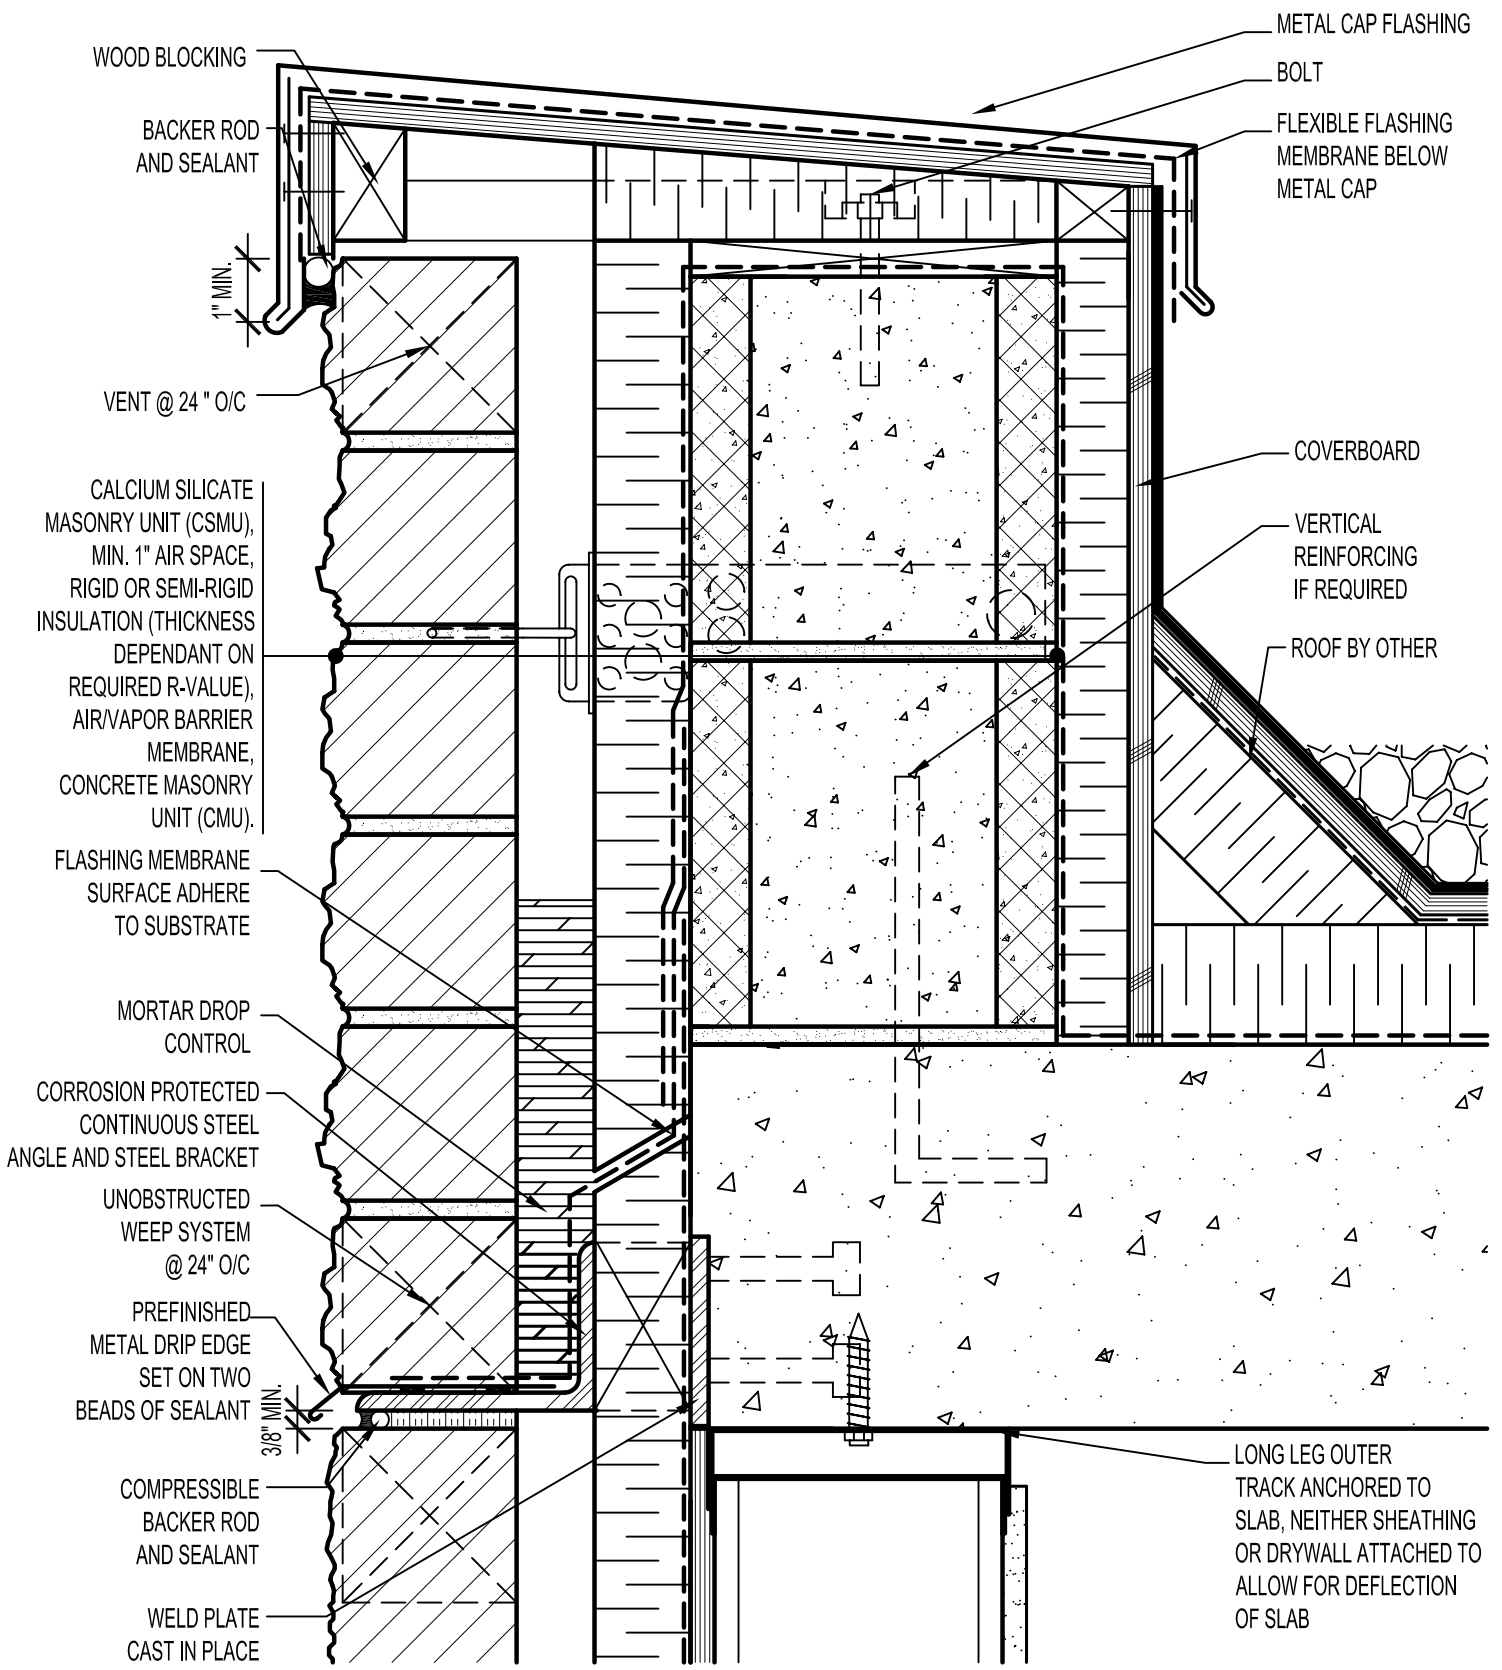 WOOD BLOCKING
BACKER ROD
AND SEALANT
1" MIN.
VENT @ 24 " O/C
CALCIUM SILICATE
MASONRY UNIT (CSMU),
MIN. 1" AIR SPACE,
RIGID OR SEMI-RIGID
INSULATION (THICKNESS
DEPENDANT ON
REQUIRED R-VALUE),
AIR/VAPOR BARRIER
MEMBRANE,
CONCRETE MASONRY
UNIT (CMU).
FLASHING MEMBRANE
SURFACE ADHERE
TO SUBSTRATE
MORTAR DROP
CONTROL
CORROSION PROTECTED
CONTINUOUS STEEL
ANGLE AND STEEL BRACKET
UNOBSTRUCTED
WEEP SYSTEM
@ 24" O/C
PREFINISHED
METAL DRIP EDGE
SET ON TWO
BEADS OF SEALANT
3/8" MIN.
COMPRESSIBLE
BACKER ROD
AND SEALANT
WELD PLATE
CAST IN PLACE
METAL CAP FLASHING
BOLT
FLEXIBLE FLASHING
MEMBRANE BELOW
METAL CAP
COVERBOARD
VERTICAL
REINFORCING
IF REQUIRED
ROOF BY OTHER
LONG LEG OUTER
TRACK ANCHORED TO
SLAB, NEITHER SHEATHING
OR DRYWALL ATTACHED TO
ALLOW FOR DEFLECTION
OF SLAB